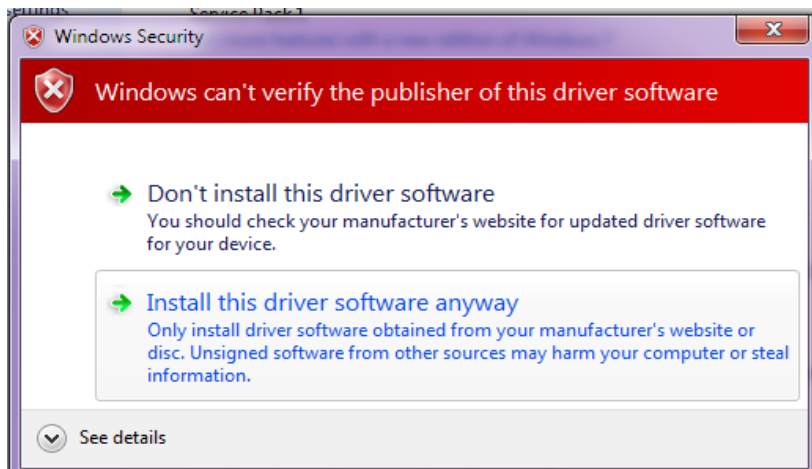 Service Pack 1
Windows Security
Windows can't verify the publisher of this driver software
Don't install this driver software
You should check your manufacturer's website for updated driver software
for your device.
Install this driver software anyway
Only install driver software obtained from your manufacturer's website or
disc. Unsigned software from other sources may harm your computer or steal
information.
See details